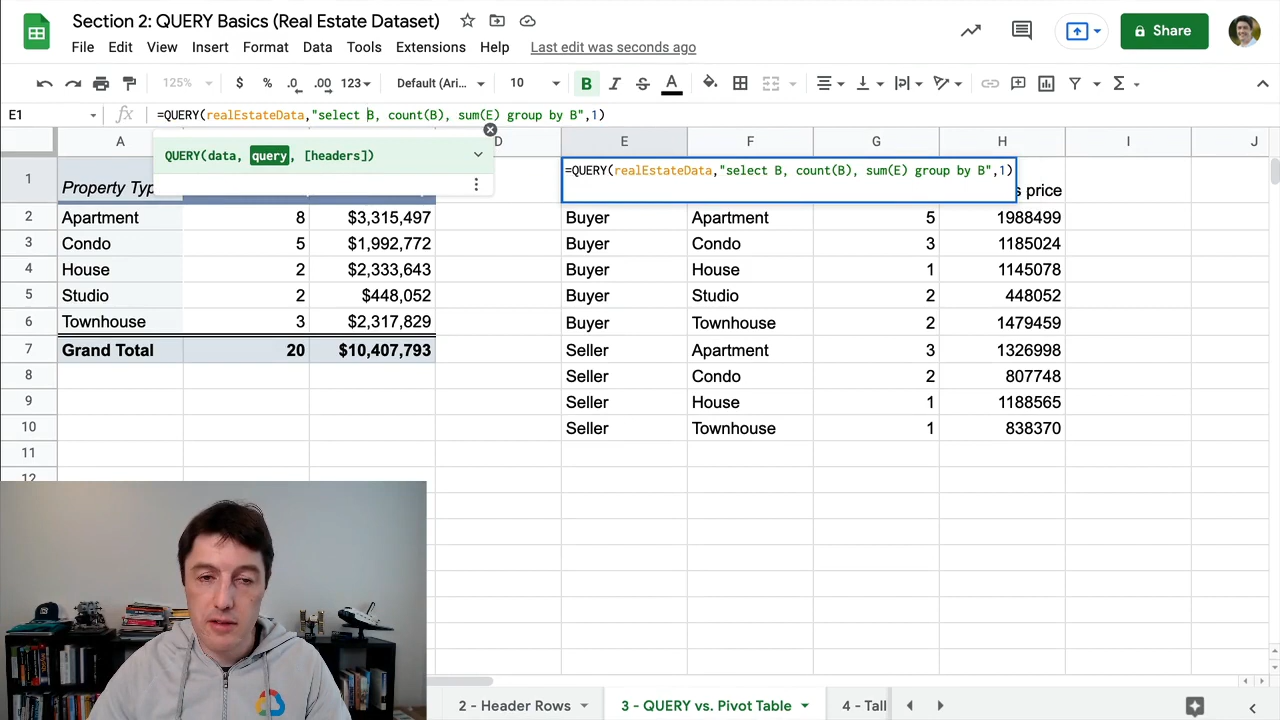 Section 2: QUERY Basics (Real Estate Dataset)
File Edit View Insert Format Data Tools Extensions Help Last edit was seconds ago
Share
125% $ % .0 .00 123 Default (Ari... 10 B I S A
E1 fx =QUERY(realEstateData,"select B, count(B), sum(E) group by B",1)
QUERY(data, query, [headers])
A D E F G H I J
1 Property Typ =QUERY(realEstateData,"select B, count(B), sum(E) group by B",1) s price
2 Apartment 8 $3,315,497 Buyer Apartment 5 1988499
3 Condo 5 $1,992,772 Buyer Condo 3 1185024
4 House 2 $2,333,643 Buyer House 1 1145078
5 Studio 2 $448,052 Buyer Studio 2 448052
6 Townhouse 3 $2,317,829 Buyer Townhouse 2 1479459
7 Grand Total 20 $10,407,793 Seller Apartment 3 1326998
8 Seller Condo 2 807748
9 Seller House 1 1188565
10 Seller Townhouse 1 838370
11
12
2 - Header Rows 3 - QUERY vs. Pivot Table 4 - Tall